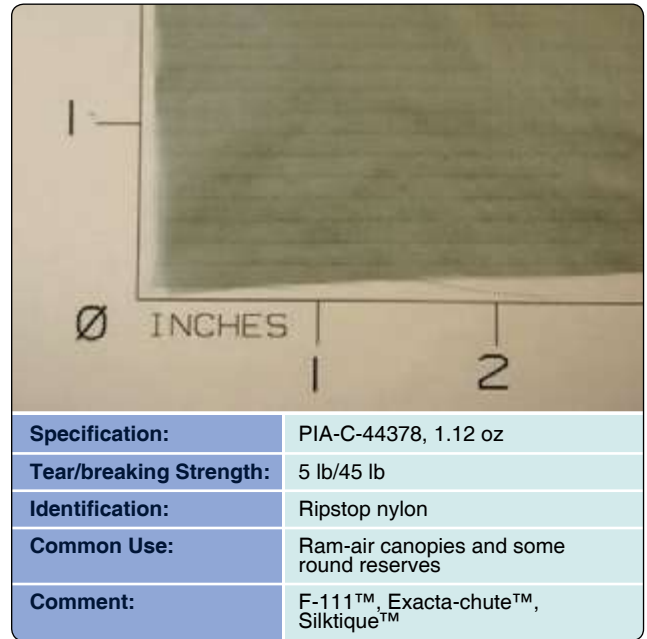 1
Ø INCHES
1 2
Specification: PIA-C-44378, 1.12 oz
Tear/breaking Strength: 5 lb/45 lb
Identification: Ripstop nylon
Common Use: Ram-air canopies and some
round reserves
Comment: F-111™, Exacta-chute™,
Silktique™